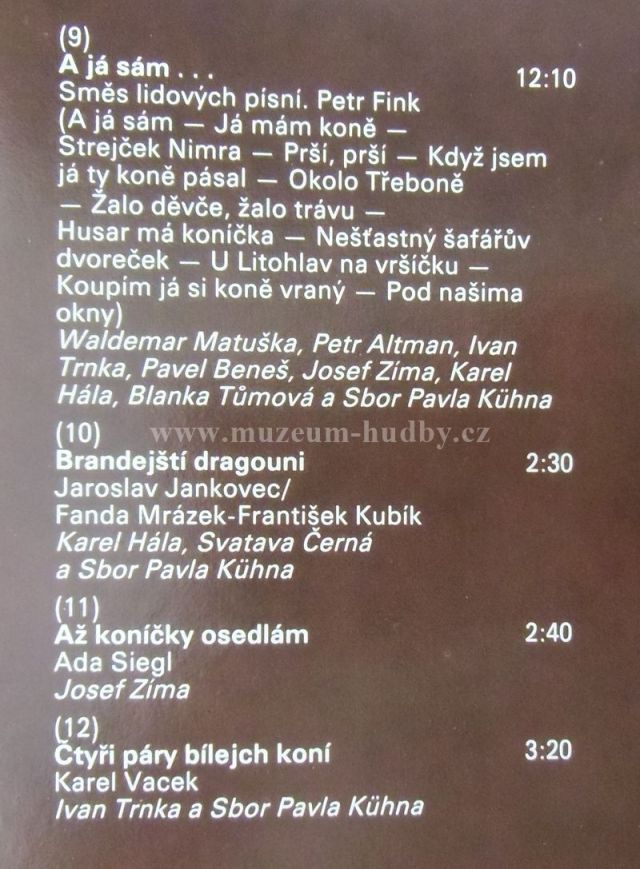 (9)
A já sám . . . 12:10
Směs lidových písní. Petr Fink
(A já sám — Já mám koně —
Strejček Nimra — Prší, prší — Když jsem
já ty koně pásal — Okolo Třeboně
— Žalo děvče, žalo trávu —
Husar má koníčka — Nešťastný šafářův
dvoreček — U Litohlav na vršíčku —
Koupím já si koně vraný — Pod našima
okny)
Waldemar Matuška, Petr Altman, Ivan
Trnka, Pavel Beneš, Josef Zíma, Karel
Hála, Blanka Tůmová a Sbor Pavla Kühna
(10)
www.muzeum-hudby.cz
Brandejští dragouni 2:30
Jaroslav Jankovec/
Fanda Mrázek-František Kubík
Karel Hála, Svatava Černá
a Sbor Pavla Kühna
(11)
Až koníčky osedlám 2:40
Ada Siegl
Josef Zíma
(12)
Čtyři páry bílejch koní 3:20
Karel Vacek
Ivan Trnka a Sbor Pavla Kühna